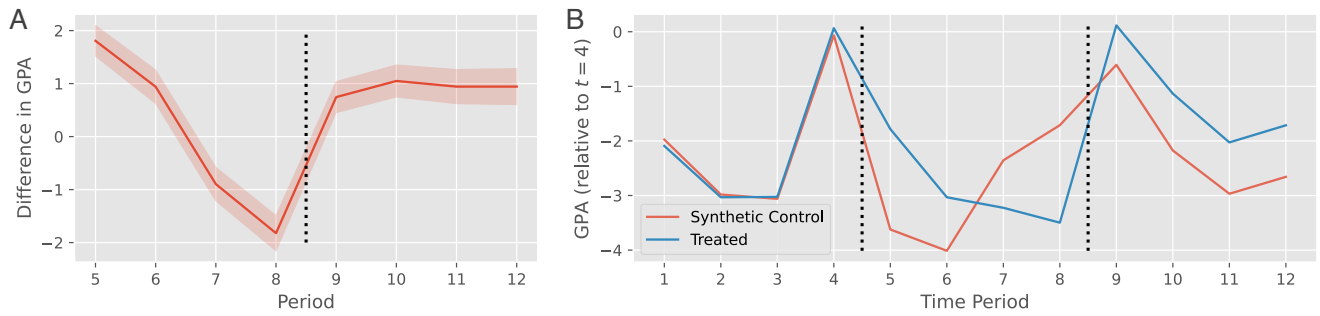 A
Difference in GPA
2
1
0
−1
−2
5 6 7 8 9 10 11 12
Period
B
GPA (relative to t = 4)
0
−1
−2
−3
−4
Synthetic Control
Treated
1 2 3 4 5 6 7 8 9 10 11 12
Time Period